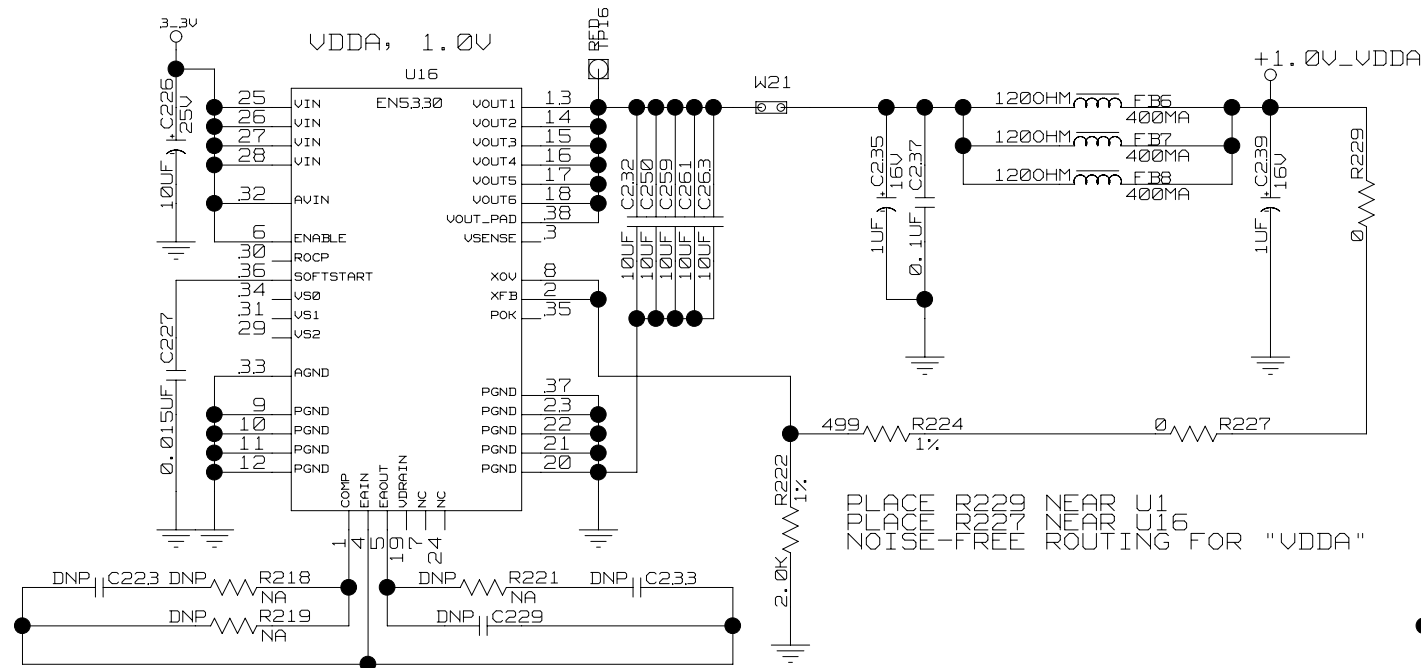 3_3V
VDDA, 1.0V
RED
TP16
+1.0V_VDDA
U16
EN5330
W21
C226
25V
10UF
25 VIN
26 VIN
27 VIN
28 VIN
32 AVIN
6 ENABLE
30 ROCP
36 SOFTSTART
34 VS0
31 VS1
29 VS2
33 AGND
9 PGND
10 PGND
11 PGND
12 PGND
VOUT1 13
VOUT2 14
VOUT3 15
VOUT4 16
VOUT5 17
VOUT6 18
VOUT_PAD 38
VSENSE 3
XOV 8
XFB 2
POK 35
PGND 37
PGND 23
PGND 22
PGND 21
PGND 20
COMP 1
EAIN 4
EAOUT 5
VDRAIN 19
NC 7
NC 24
C227
0.015UF
C232
10UF
C250
10UF
C259
10UF
C261
10UF
C263
10UF
C235
16V
1UF
C237
0.1UF
120OHM FB6
400MA
120OHM FB7
400MA
120OHM FB8
400MA
C239
16V
1UF
R229
0
499 R224
1%
0 R227
R222
1%
2.0K
PLACE R229 NEAR U1
PLACE R227 NEAR U16
NOISE-FREE ROUTING FOR "VDDA"
DNP C223 DNP R218
NA
DNP R219
NA
DNP R221 DNP C233
NA
DNP C229